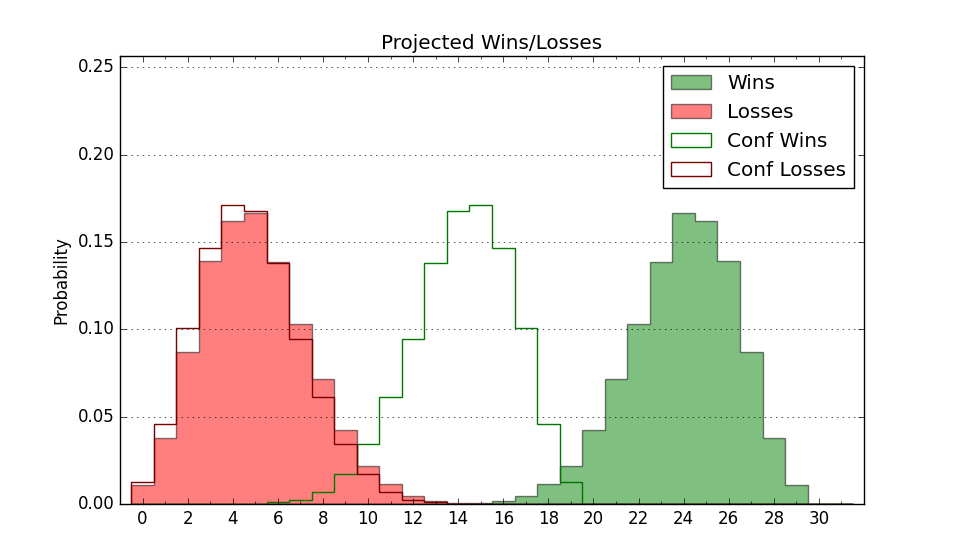 Projected Wins/Losses
0.25
0.20
0.15
0.10
0.05
0.00
Probability
Wins
Losses
Conf Wins
Conf Losses
0 2 4 6 8 10 12 14 16 18 20 22 24 26 28 30